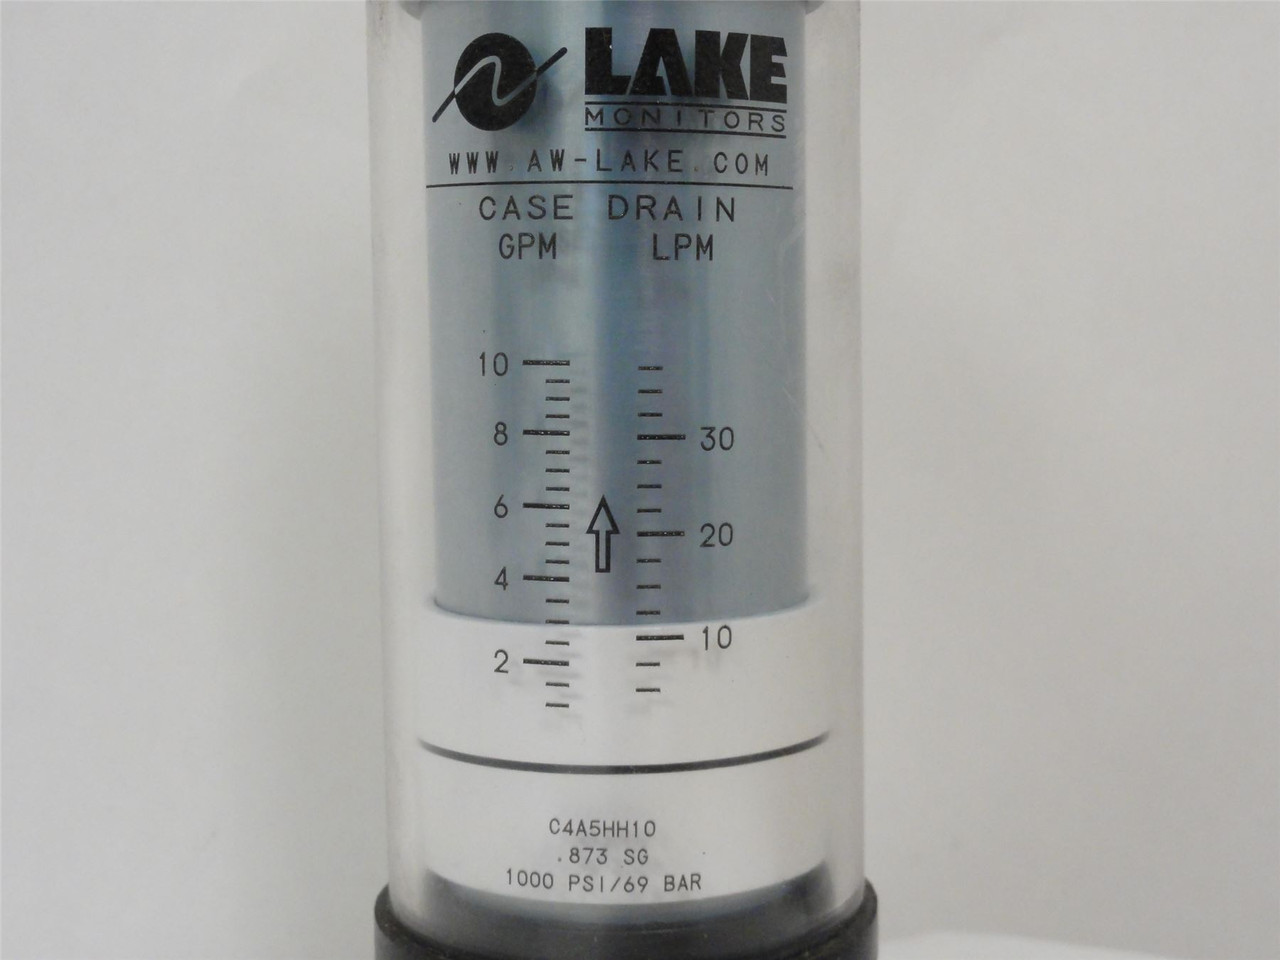 LAKE
MONITORS
WWW.AW-LAKE.COM
CASE DRAIN
GPM LPM
10
8 30
6
20
4
10
2
C4A5HH10
.873 SG
1000 PSI/69 BAR